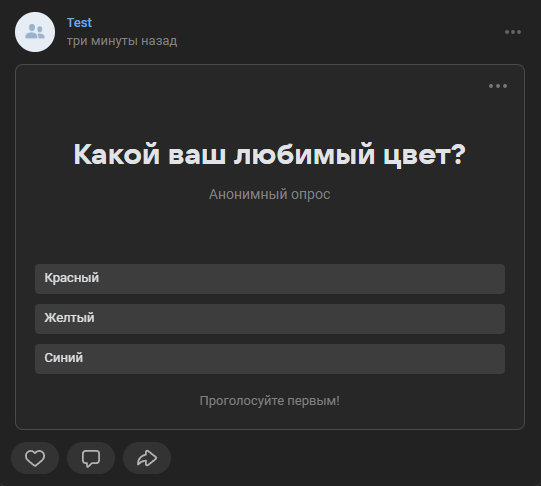 Test
три минуты назад
Какой ваш любимый цвет?
Анонимный опрос
Красный
Желтый
Синий
Проголосуйте первым!